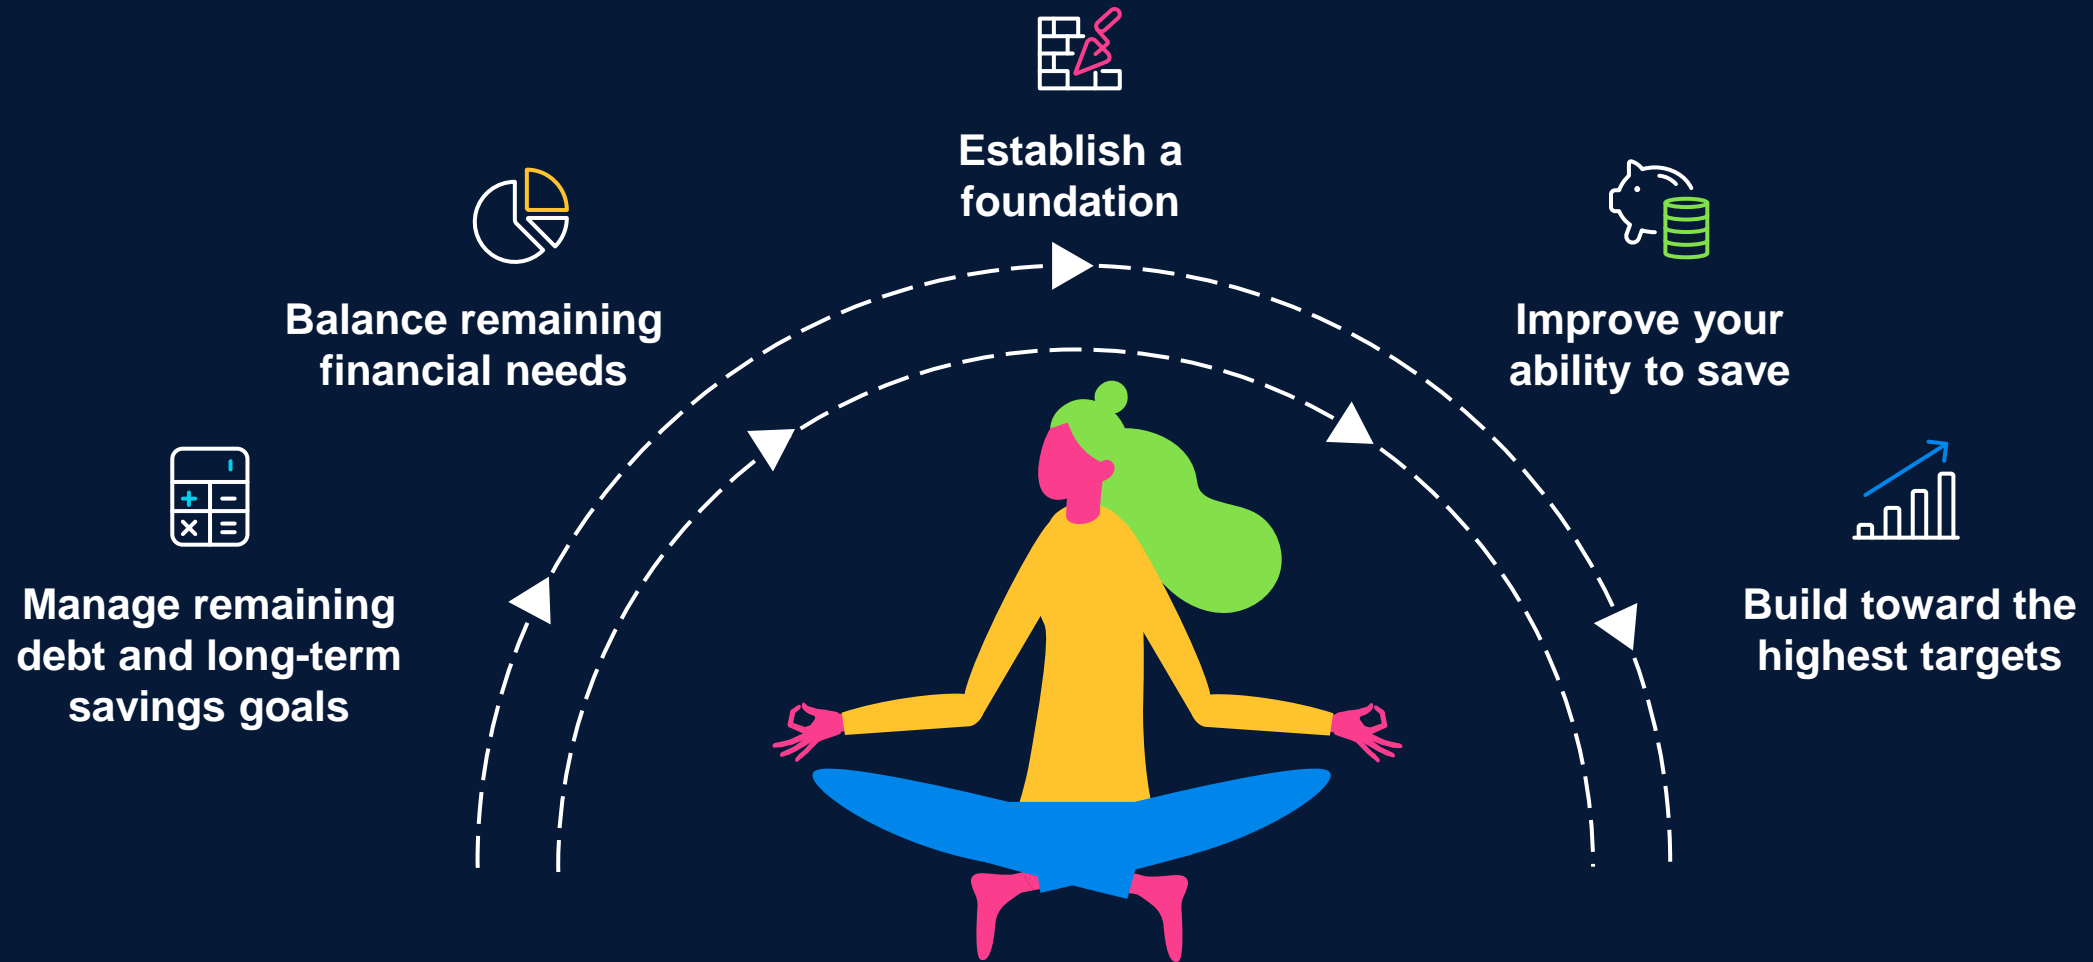 Establish a
foundation
Balance remaining
financial needs
Improve your
ability to save
Manage remaining
debt and long-term
savings goals
Build toward the
highest targets